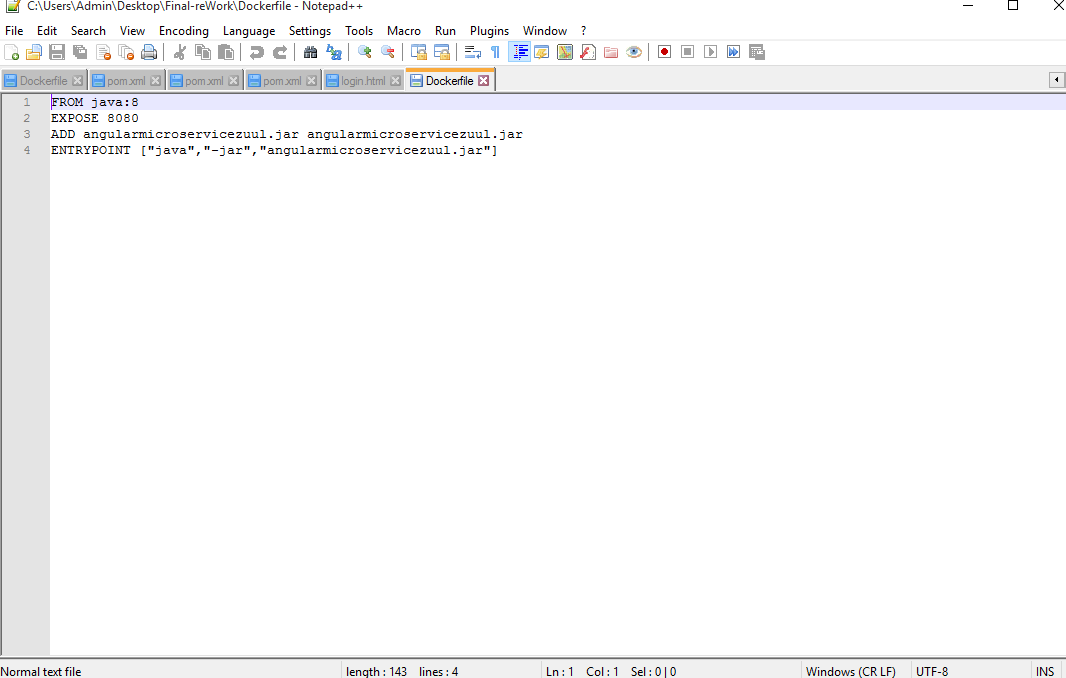 C:\Users\Admin\Desktop\Final-reWork\Dockerfile - Notepad++
File Edit Search View Encoding Language Settings Tools Macro Run Plugins Window ?
Dockerfile pom.xml pom.xml pom.xml login.html Dockerfile
1 FROM java:8
2 EXPOSE 8080
3 ADD angularmicroservicezuul.jar angularmicroservicezuul.jar
4 ENTRYPOINT ["java","-jar","angularmicroservicezuul.jar"]
Normal text file length : 143 lines : 4 Ln : 1 Col : 1 Sel : 0 | 0 Windows (CR LF) UTF-8 INS